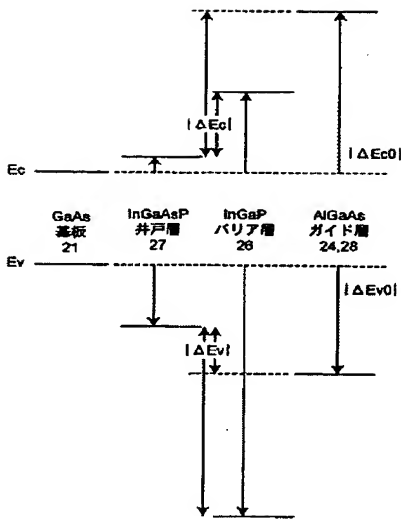 |ΔEc|
|ΔEc0|
Ec
GaAs
基板
21
InGaAsP
井戸層
27
InGaP
バリア層
26
AlGaAs
ガイド層
24,28
Ev
|ΔEv0|
|ΔEv|